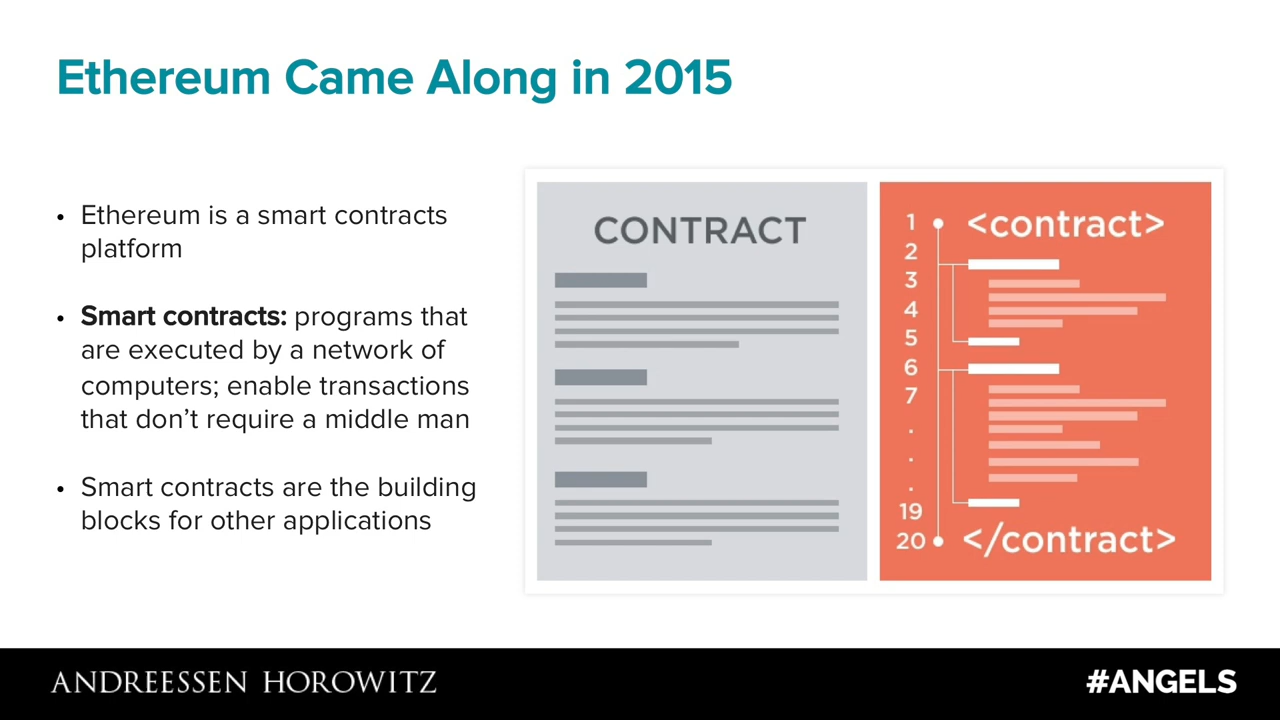 Ethereum Came Along in 2015
• Ethereum is a smart contracts
platform
• Smart contracts: programs that
are executed by a network of
computers; enable transactions
that don’t require a middle man
• Smart contracts are the building
blocks for other applications
CONTRACT
1 <contract>
2
3
4
5
6
7
.
.
.
19
20 </contract>
ANDREESSEN HOROWITZ
#ANGELS